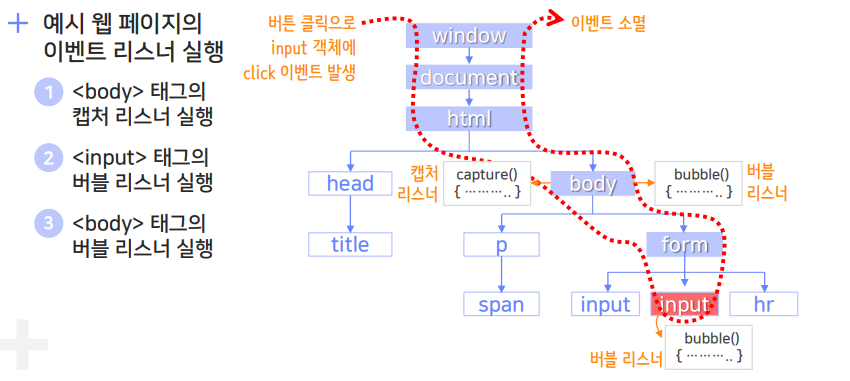 예시 웹 페이지의
이벤트 리스너 실행
1 <body> 태그의
캡처 리스너 실행
2 <input> 태그의
버블 리스너 실행
3 <body> 태그의
버블 리스너 실행
버튼 클릭으로
input 객체에
click 이벤트 발생
이벤트 소멸
window
document
html
head
캡처
리스너
capture()
{ ……….. }
body
bubble()
{ ……….. }
버블
리스너
title
p
form
span
input
input
hr
버블 리스너
bubble()
{ ……….. }